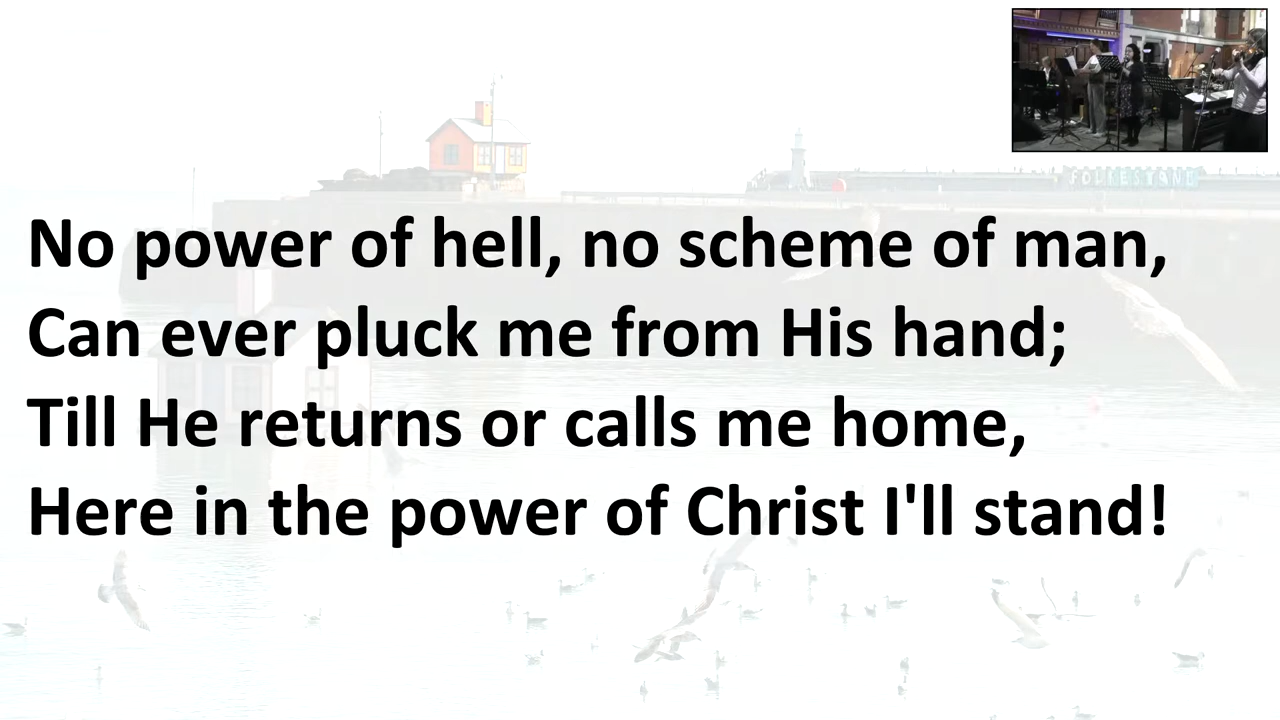 FOLKESTONE
No power of hell, no scheme of man,
Can ever pluck me from His hand;
Till He returns or calls me home,
Here in the power of Christ I'll stand!